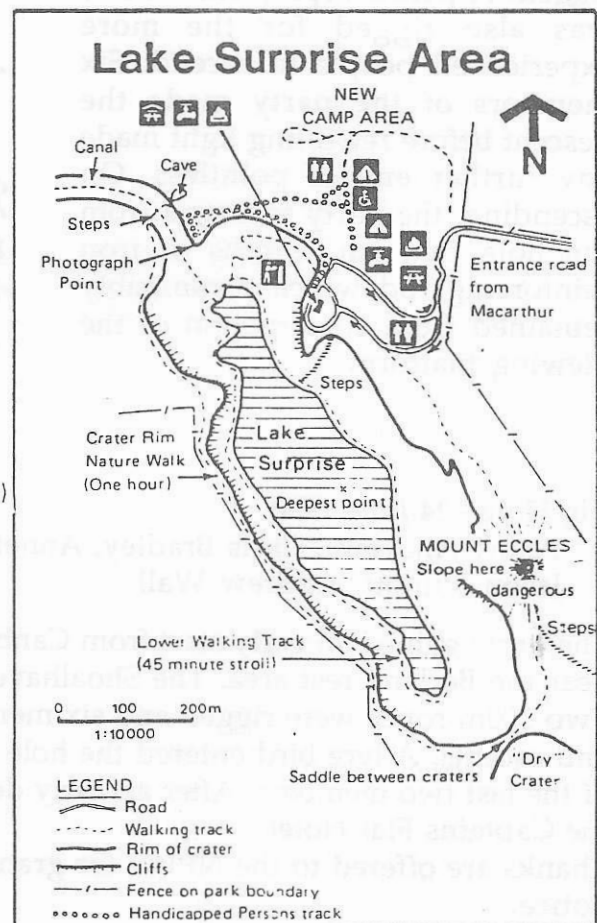 Lake Surprise Area
NEW
CAMP AREA
N
Canal
Cave
Steps
Photograph
Point
Entrance road
from
Macarthur
Steps
Crater Rim
Nature Walk
(One hour)
Lake
Surprise
Deepest point
MOUNT ECCLES
Slope here
dangerous
Steps
Lower Walking Track
(45 minute stroll)
100 200m
1:10000
Saddle between craters
Dry
Crater
LEGEND
Road
Walking track
Rim of crater
Cliffs
Fence on park boundary
Handicapped Persons track